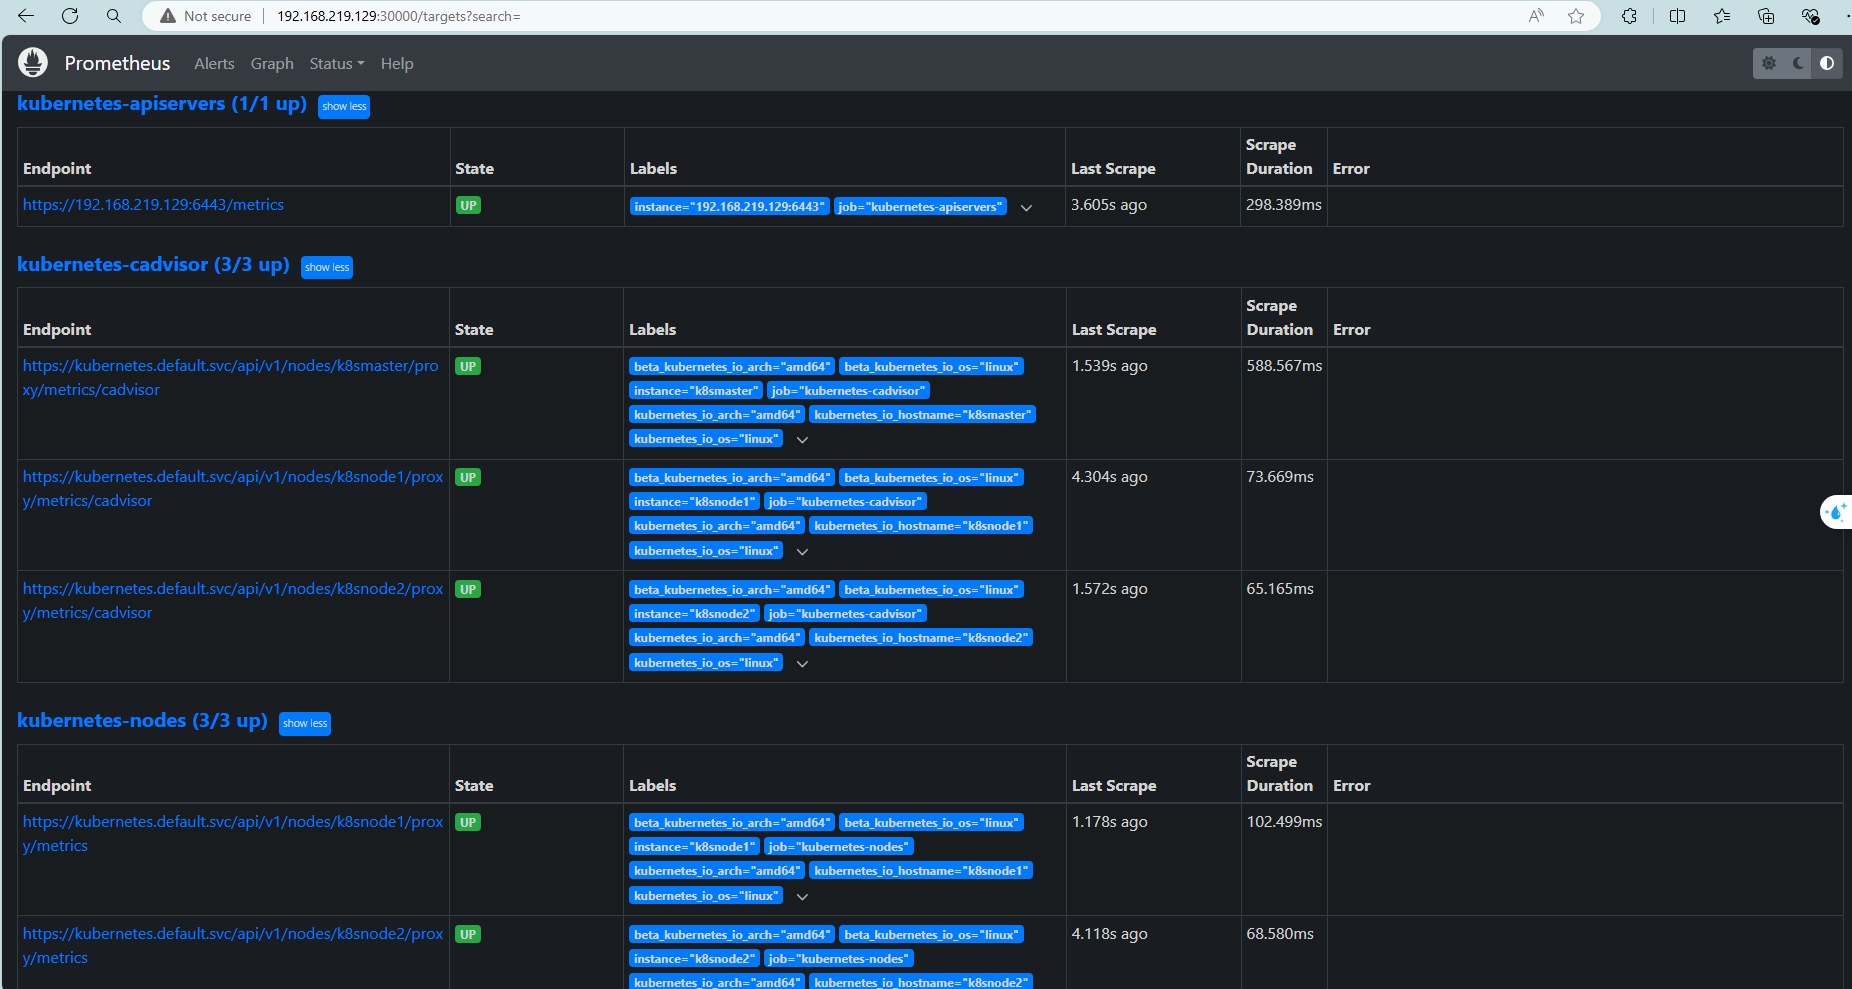 Not secure 192.168.219.129:30000/targets?search=
Prometheus Alerts Graph Status Help
kubernetes-apiservers (1/1 up) show less
Endpoint State Labels Last Scrape Scrape Duration Error
https://192.168.219.129:6443/metrics UP instance="192.168.219.129:6443" job="kubernetes-apiservers" 3.605s ago 298.389ms
kubernetes-cadvisor (3/3 up) show less
Endpoint State Labels Last Scrape Scrape Duration Error
https://kubernetes.default.svc/api/v1/nodes/k8smaster/pro UP beta_kubernetes_io_arch="amd64" beta_kubernetes_io_os="linux" 1.539s ago 588.567ms
xy/metrics/cadvisor instance="k8smaster" job="kubernetes-cadvisor"
kubernetes_io_arch="amd64" kubernetes_io_hostname="k8smaster"
kubernetes_io_os="linux"
https://kubernetes.default.svc/api/v1/nodes/k8snode1/prox UP beta_kubernetes_io_arch="amd64" beta_kubernetes_io_os="linux" 4.304s ago 73.669ms
y/metrics/cadvisor instance="k8snode1" job="kubernetes-cadvisor"
kubernetes_io_arch="amd64" kubernetes_io_hostname="k8snode1"
kubernetes_io_os="linux"
https://kubernetes.default.svc/api/v1/nodes/k8snode2/prox UP beta_kubernetes_io_arch="amd64" beta_kubernetes_io_os="linux" 1.572s ago 65.165ms
y/metrics/cadvisor instance="k8snode2" job="kubernetes-cadvisor"
kubernetes_io_arch="amd64" kubernetes_io_hostname="k8snode2"
kubernetes_io_os="linux"
kubernetes-nodes (3/3 up) show less
Endpoint State Labels Last Scrape Scrape Duration Error
https://kubernetes.default.svc/api/v1/nodes/k8snode1/prox UP beta_kubernetes_io_arch="amd64" beta_kubernetes_io_os="linux" 1.178s ago 102.499ms
y/metrics instance="k8snode1" job="kubernetes-nodes"
kubernetes_io_arch="amd64" kubernetes_io_hostname="k8snode1"
kubernetes_io_os="linux"
https://kubernetes.default.svc/api/v1/nodes/k8snode2/prox UP beta_kubernetes_io_arch="amd64" beta_kubernetes_io_os="linux" 4.118s ago 68.580ms
y/metrics instance="k8snode2" job="kubernetes-nodes"
kubernetes_io_arch="amd64" kubernetes_io_hostname="k8snode2"